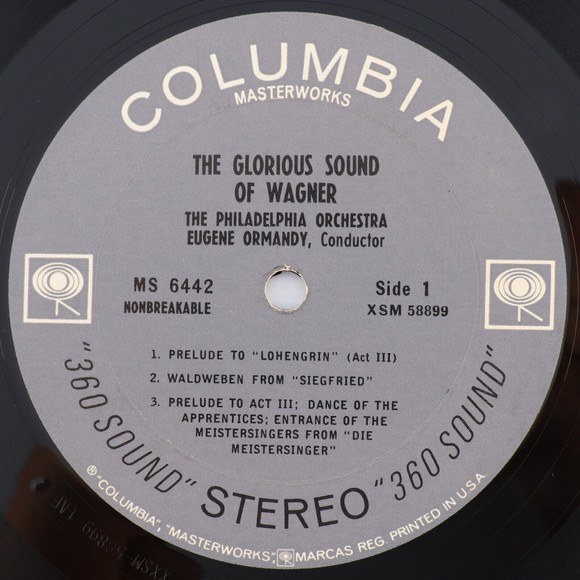 COLUMBIA
MASTERWORKS
THE GLORIOUS SOUND
OF WAGNER
THE PHILADELPHIA ORCHESTRA
EUGENE ORMANDY, Conductor
MS 6442
NONBREAKABLE
Side 1
XSM 58899
1. PRELUDE TO "LOHENGRIN" (Act III)
2. WALDWEBEN FROM "SIEGFRIED"
3. PRELUDE TO ACT III; DANCE OF THE
APPRENTICES; ENTRANCE OF THE
MEISTERSINGERS FROM "DIE
MEISTERSINGER"
"360 SOUND" STEREO "360 SOUND"
® "COLUMBIA", "MASTERWORKS", MARCAS REG. PRINTED IN U.S.A.
XXSM-58899 1AF